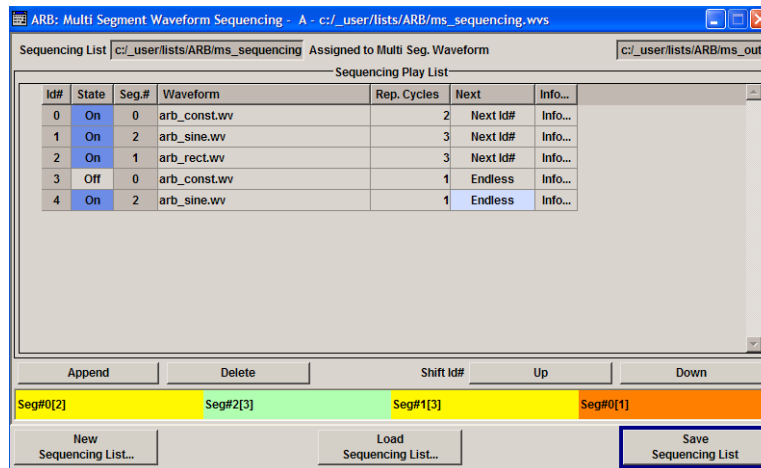 ARB: Multi Segment Waveform Sequencing - A - c:/_user/lists/ARB/ms_sequencing.wvs
Sequencing List c:/_user/lists/ARB/ms_sequencing Assigned to Multi Seg. Waveform c:/_user/lists/ARB/ms_out
Sequencing Play List
Id# State Seg.# Waveform Rep. Cycles Next Info...
0 On 0 arb_const.wv 2 Next Id# Info...
1 On 2 arb_sine.wv 3 Next Id# Info...
2 On 1 arb_rect.wv 3 Next Id# Info...
3 Off 0 arb_const.wv 1 Endless Info...
4 On 2 arb_sine.wv 1 Endless Info...
Append Delete Shift Id# Up Down
Seg#0[2] Seg#2[3] Seg#1[3] Seg#0[1]
New Load Save
Sequencing List... Sequencing List... Sequencing List